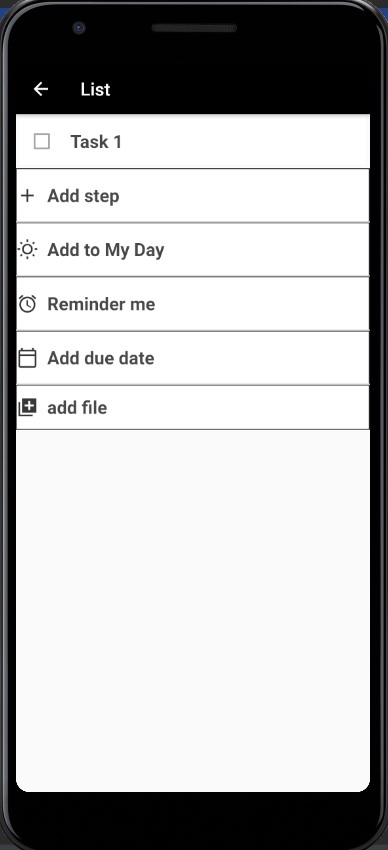 List
Task 1
Add step
Add to My Day
Reminder me
Add due date
add file